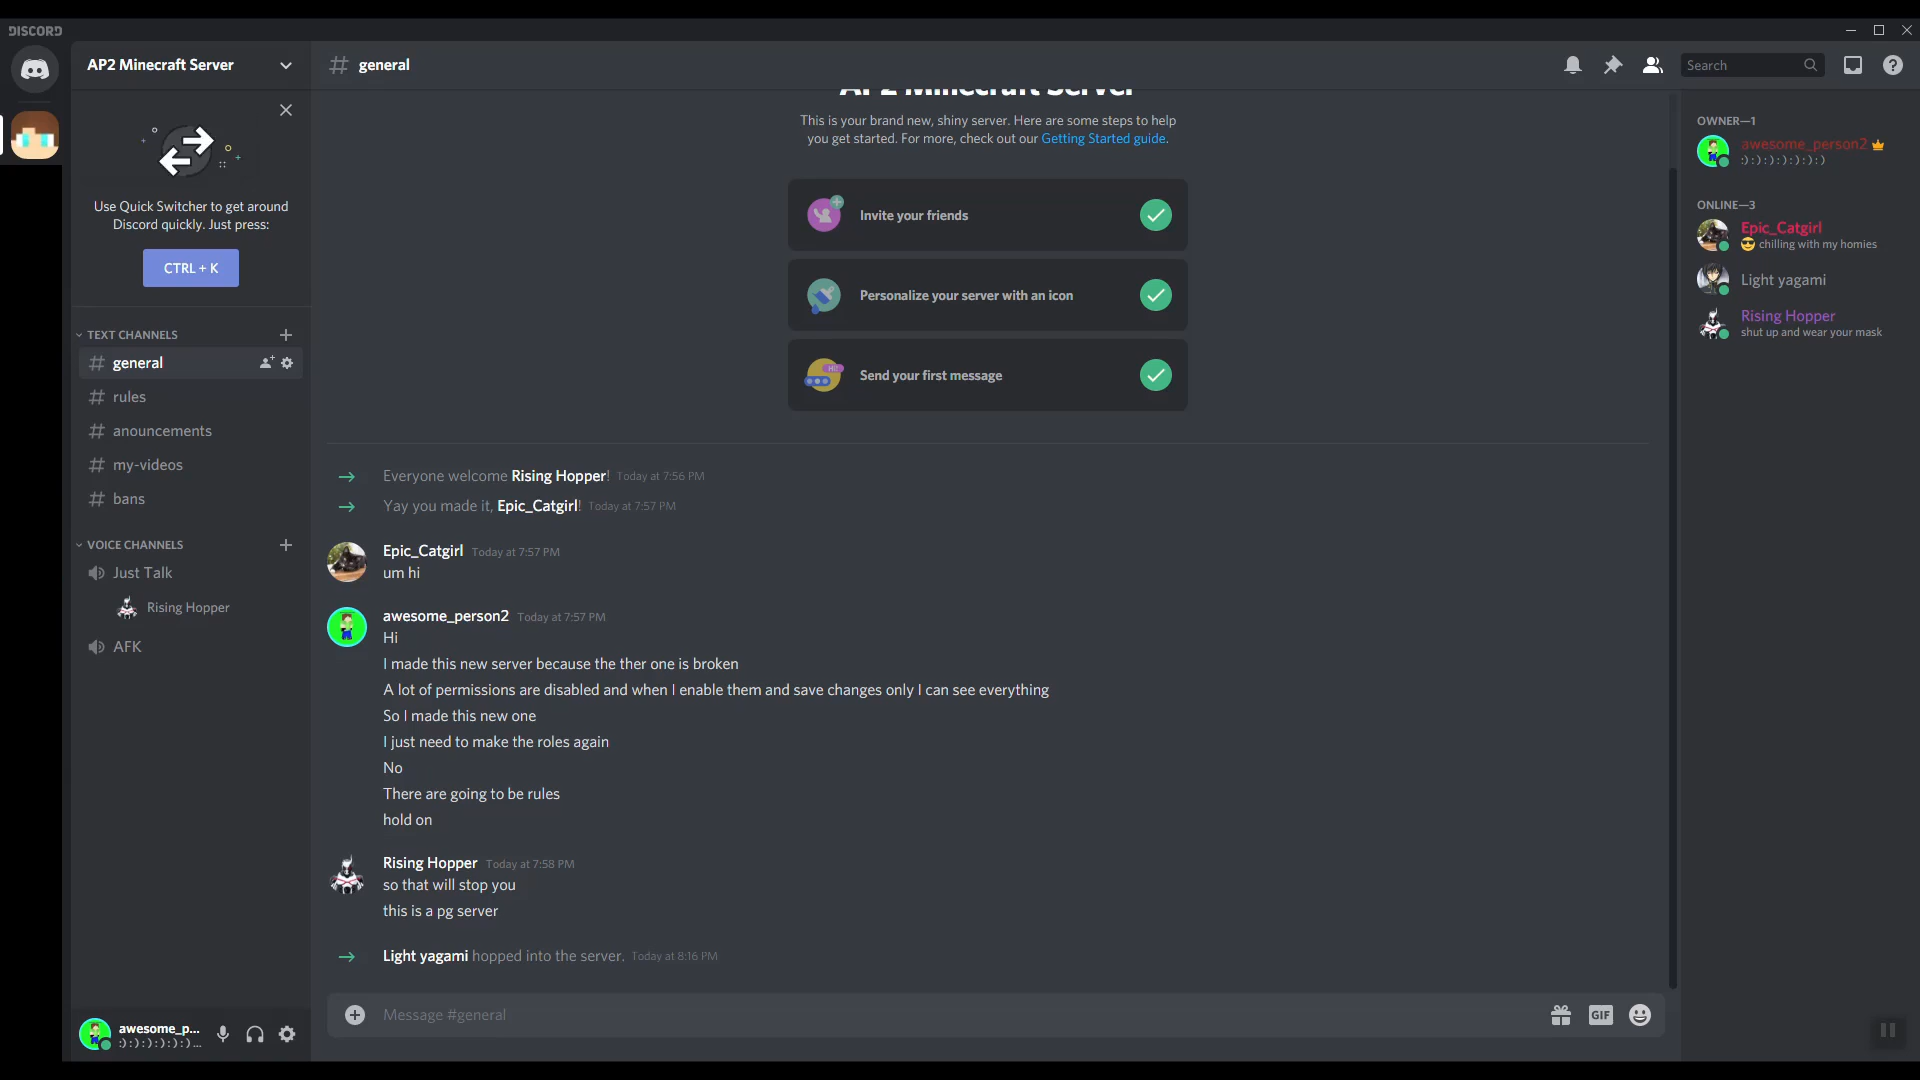 DISCORD
AP2 Minecraft Server
Use Quick Switcher to get around
Discord quickly. Just press:
CTRL + K
TEXT CHANNELS
general
rules
anouncements
my-videos
bans
VOICE CHANNELS
Just Talk
Rising Hopper
AFK
awesome_p...
:):):):):):)...
general
Search
AP2 Minecraft Server
This is your brand new, shiny server. Here are some steps to help
you get started. For more, check out our Getting Started guide.
Invite your friends
Personalize your server with an icon
Hi!
Send your first message
Everyone welcome Rising Hopper! Today at 7:56 PM
Yay you made it, Epic_Catgirl! Today at 7:57 PM
Epic_Catgirl Today at 7:57 PM
um hi
awesome_person2 Today at 7:57 PM
Hi
I made this new server because the ther one is broken
A lot of permissions are disabled and when I enable them and save changes only I can see everything
So I made this new one
I just need to make the roles again
No
There are going to be rules
hold on
Rising Hopper Today at 7:58 PM
so that will stop you
this is a pg server
Light yagami hopped into the server. Today at 8:16 PM
Message #general
GIF
OWNER—1
awesome_person2
:):):):):):):)
ONLINE—3
Epic_Catgirl
😎 chilling with my homies
Light yagami
Rising Hopper
shut up and wear your mask